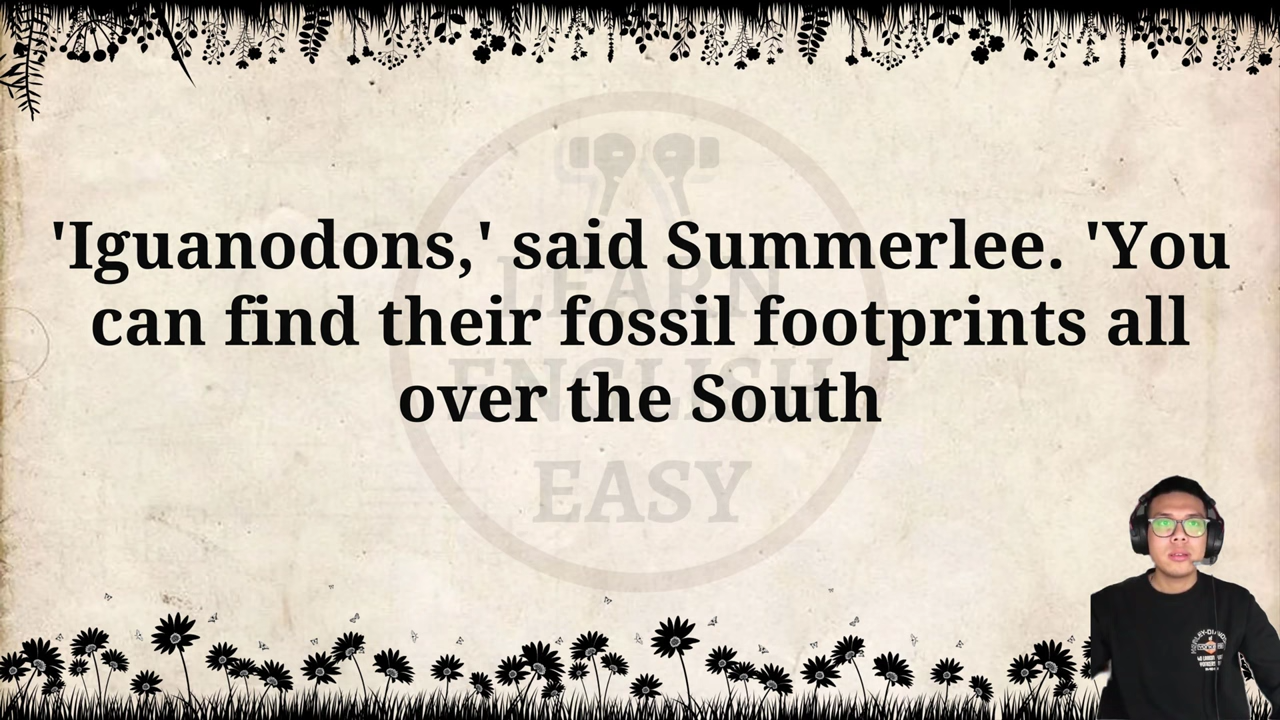 'Iguanodons,' said Summerlee. 'You
can find their fossil footprints all
over the South
LEARN
ENGLISH
EASY